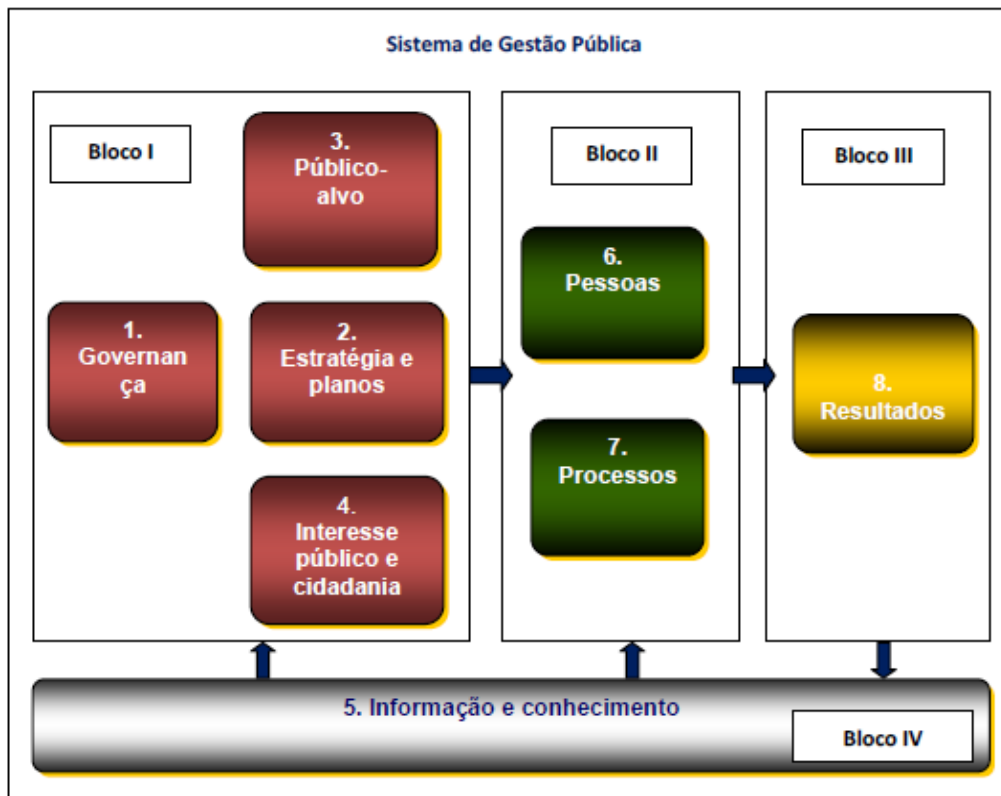 Sistema de Gestão Pública
Bloco I
3.
Público-
alvo
1.
Governan
ça
2.
Estratégia e
planos
4.
Interesse
público e
cidadania
Bloco II
6.
Pessoas
7.
Processos
Bloco III
8.
Resultados
5. Informação e conhecimento
Bloco IV